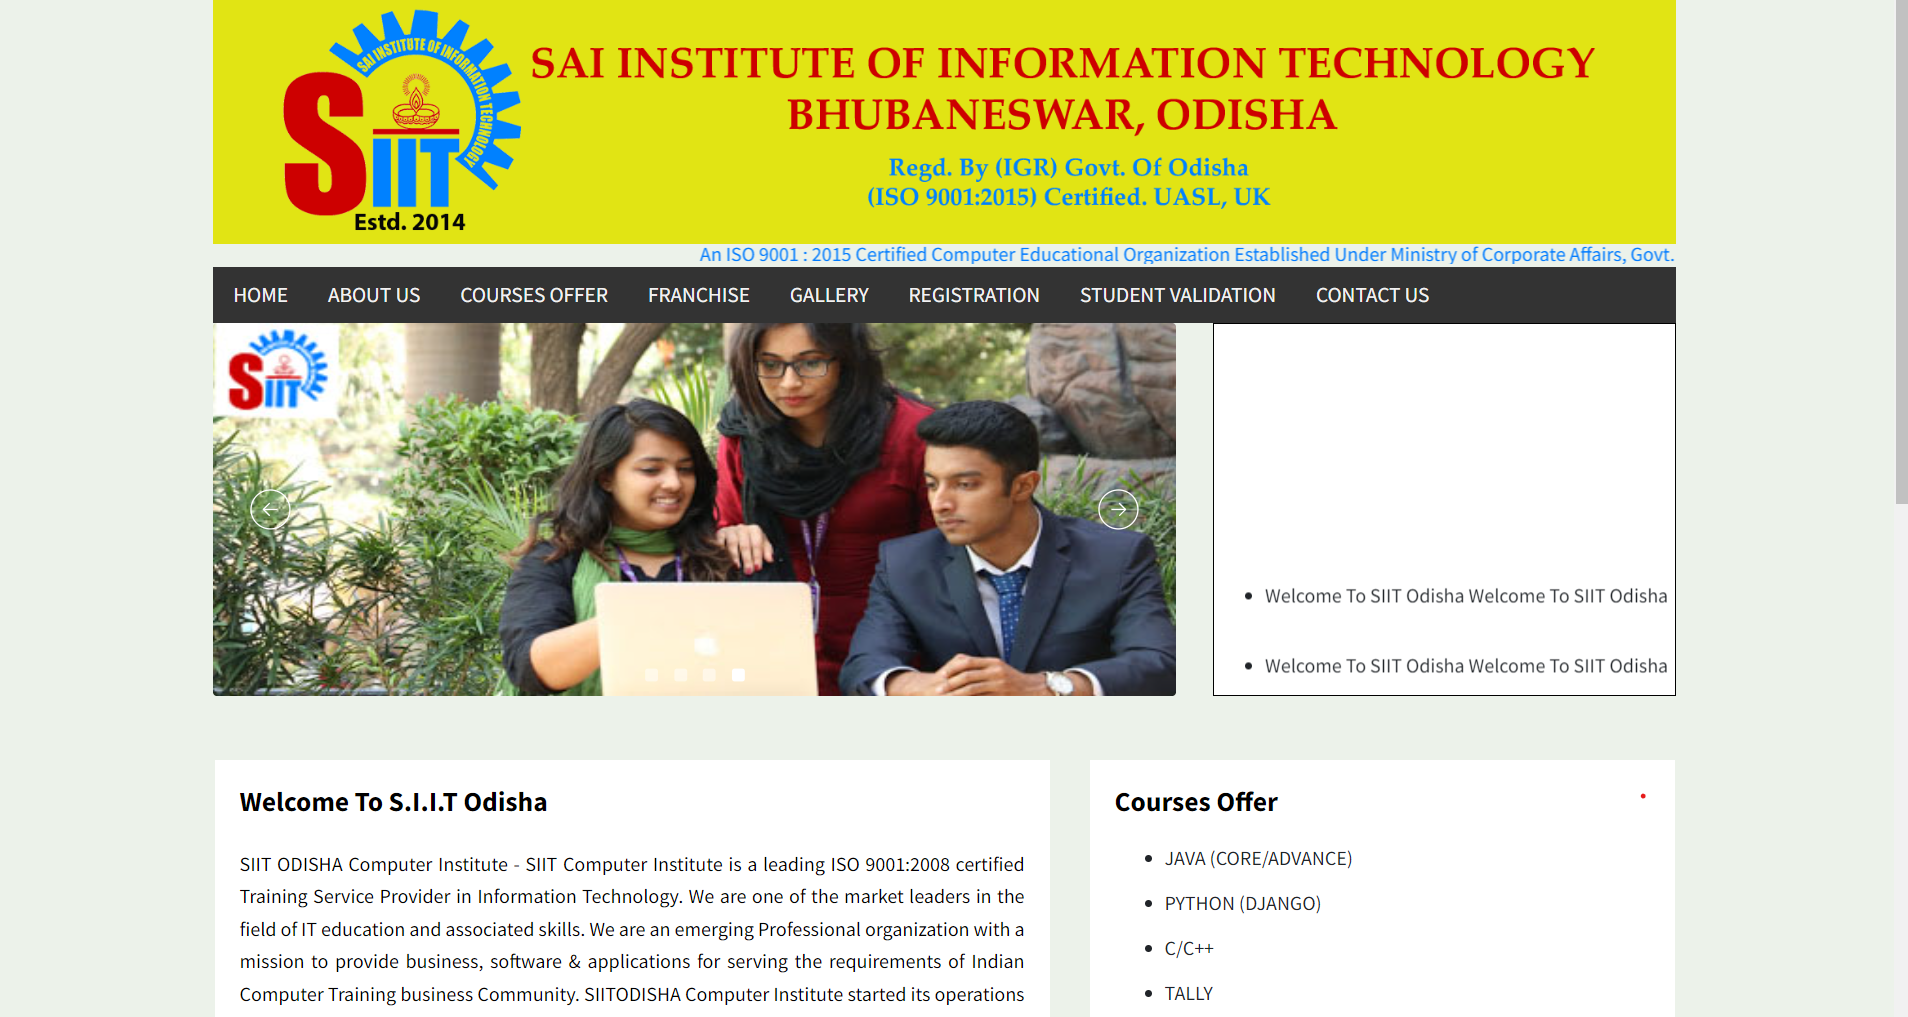 SAI INSTITUTE OF INFORMATION TECHNOLOGY
SIIT
Estd. 2014
SAI INSTITUTE OF INFORMATION TECHNOLOGY
BHUBANESWAR, ODISHA
Regd. By (IGR) Govt. Of Odisha
(ISO 9001:2015) Certified. UASL, UK
An ISO 9001 : 2015 Certified Computer Educational Organization Established Under Ministry of Corporate Affairs, Govt.
HOME ABOUT US COURSES OFFER FRANCHISE GALLERY REGISTRATION STUDENT VALIDATION CONTACT US
SIIT
Welcome To SIIT Odisha Welcome To SIIT Odisha
Welcome To SIIT Odisha Welcome To SIIT Odisha
Welcome To S.I.I.T Odisha
SIIT ODISHA Computer Institute - SIIT Computer Institute is a leading ISO 9001:2008 certified
Training Service Provider in Information Technology. We are one of the market leaders in the
field of IT education and associated skills. We are an emerging Professional organization with a
mission to provide business, software & applications for serving the requirements of Indian
Computer Training business Community. SIITODISHA Computer Institute started its operations
Courses Offer
JAVA (CORE/ADVANCE)
PYTHON (DJANGO)
C/C++
TALLY